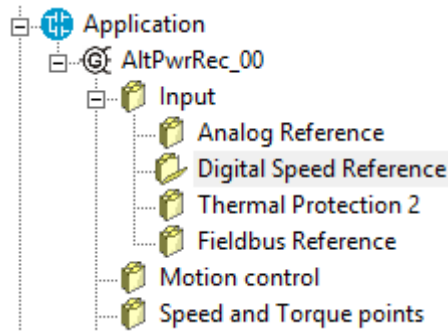 Application
AltPwrRec_00
Input
Analog Reference
Digital Speed Reference
Thermal Protection 2
Fieldbus Reference
Motion control
Speed and Torque points